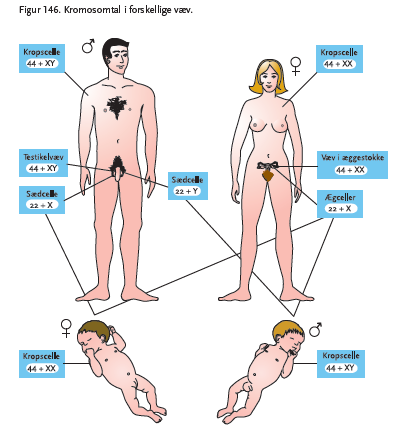 Figur 146. Kromosomtal i forskellige væv.
Kropscelle
44 + XY
♂
♀
Kropscelle
44 + XX
Testikelvæv
44 + XY
Sædcelle
22 + X
Sædcelle
22 + Y
Væv i æggestokke
44 + XX
Ægceller
22 + X
♀
Kropscelle
44 + XX
♂
Kropscelle
44 + XY